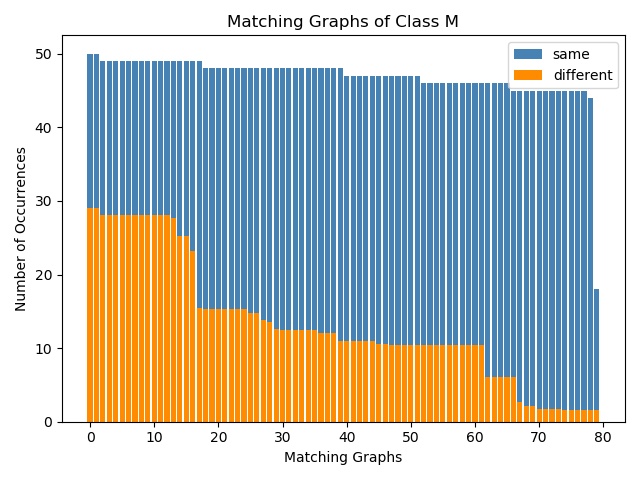 Matching Graphs of Class M
same
different
Number of Occurrences
50
40
30
20
10
0
0 10 20 30 40 50 60 70 80
Matching Graphs